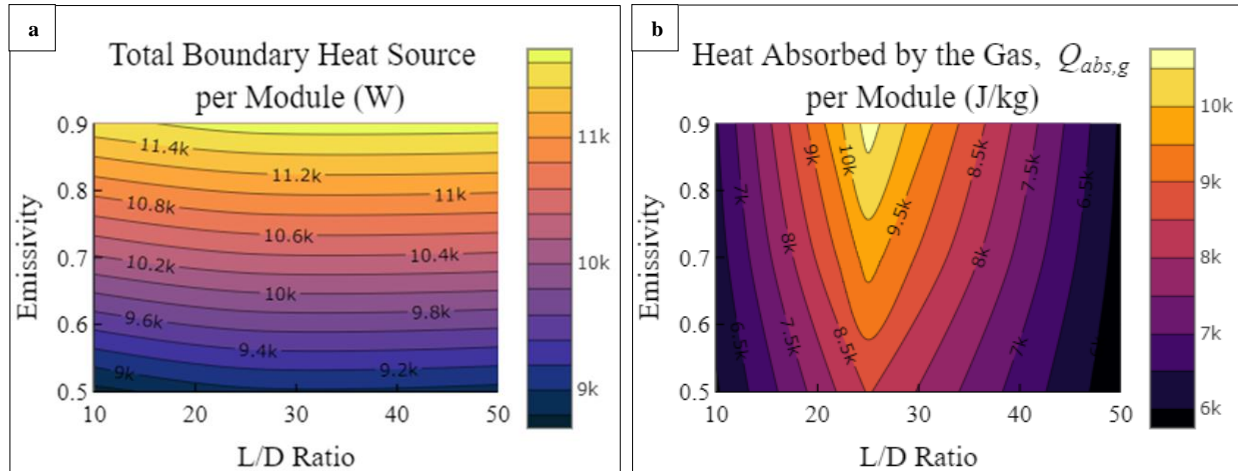 a
Total Boundary Heat Source
per Module (W)
Emissivity
0.9
0.8
0.7
0.6
0.5
11.4k
11.2k
11k
10.8k
10.6k
10.4k
10.2k
10k
9.8k
9.6k
9.4k
9.2k
9k
10
20
30
40
50
L/D Ratio
11k
10k
9k
b
Heat Absorbed by the Gas, Qabs,g
per Module (J/kg)
Emissivity
0.9
0.8
0.7
0.6
0.5
7k
9k
10k
8.5k
7.5k
6.5k
9.5k
8k
8k
6.5k
7.5k
8.5k
7k
10
20
30
40
50
L/D Ratio
10k
9k
8k
7k
6k